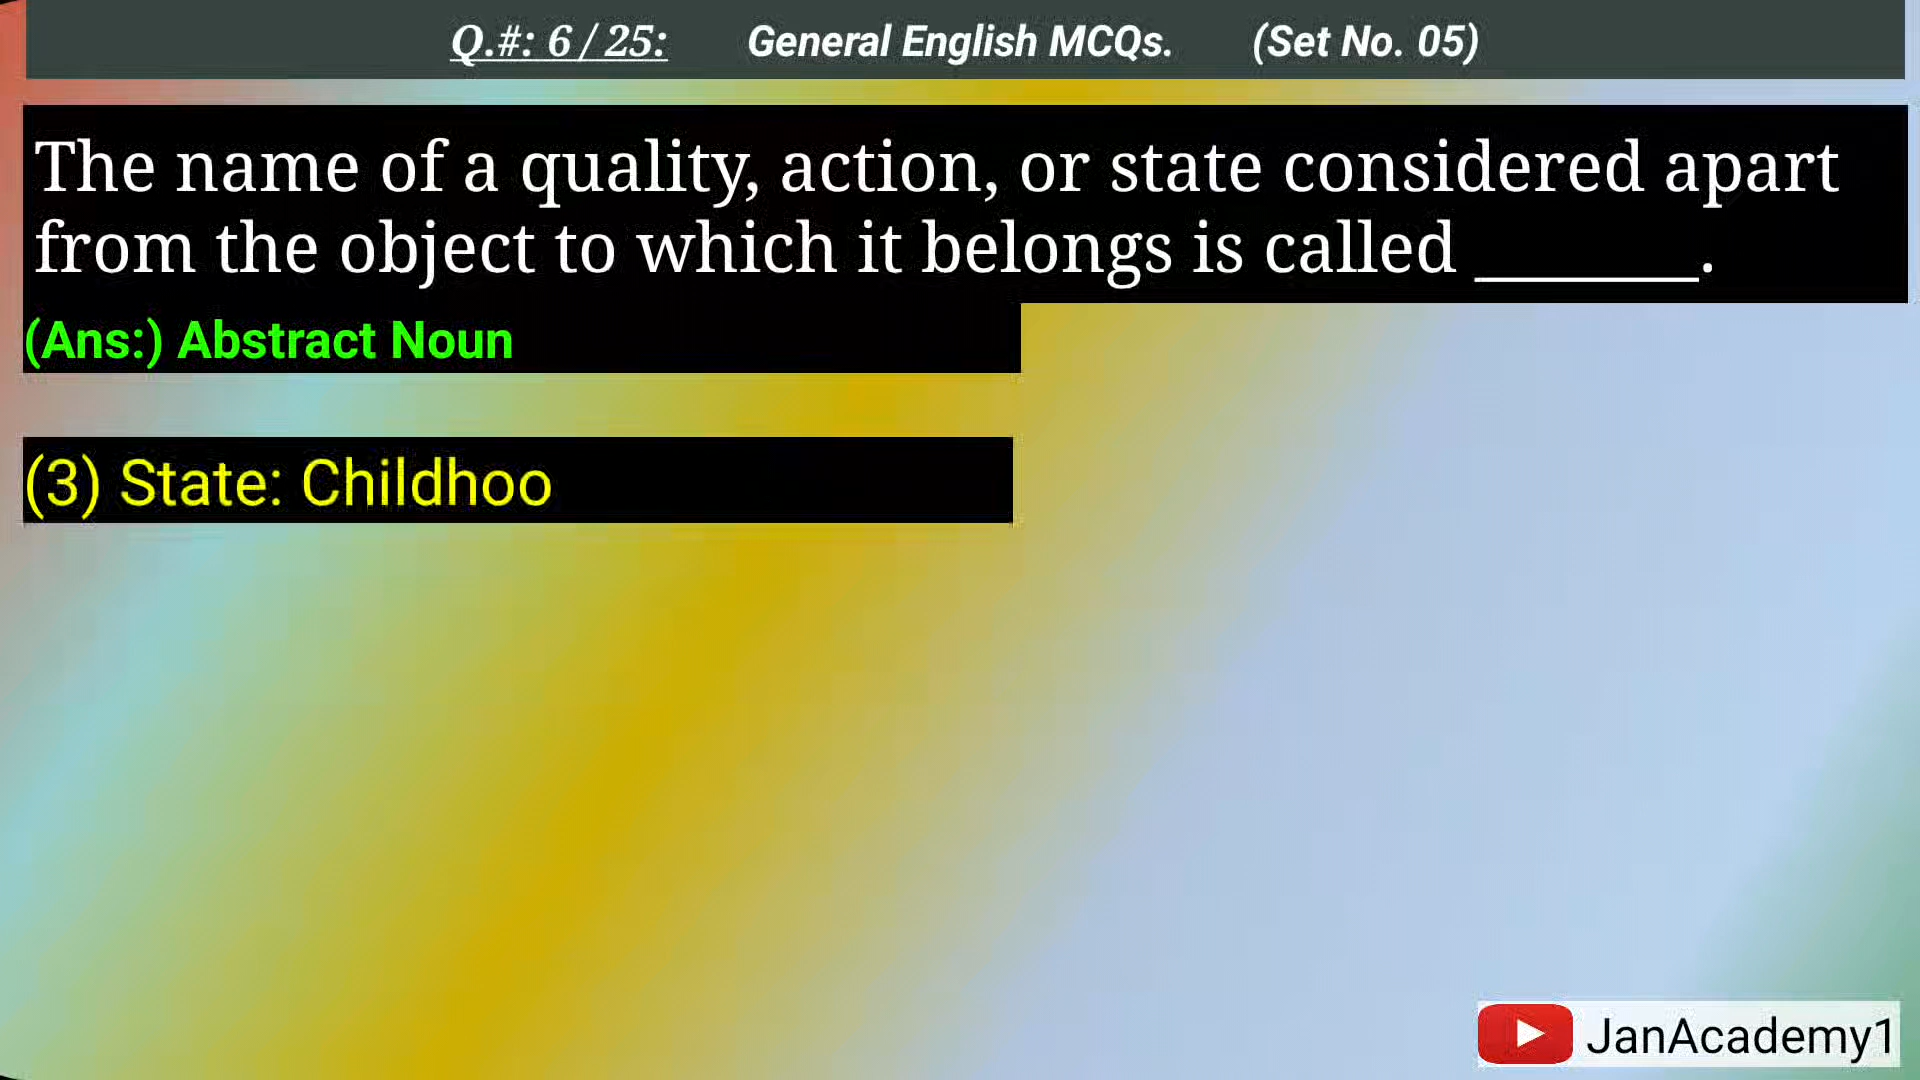 Q.#: 6 / 25: General English MCQs. (Set No. 05)
The name of a quality, action, or state considered apart
from the object to which it belongs is called ________.
(Ans:) Abstract Noun
(3) State: Childhoo
JanAcademy1